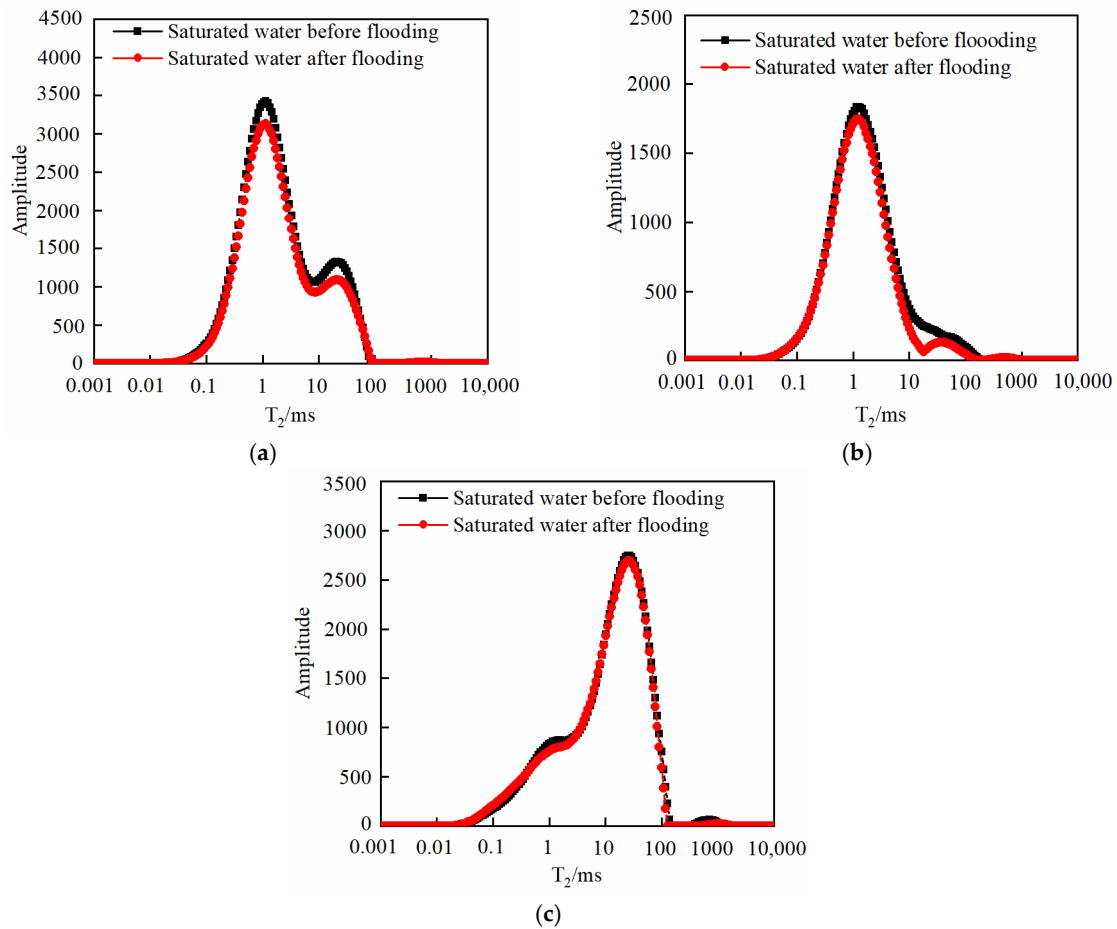 4500
4000
3500
3000
2500
2000
1500
1000
500
0
Amplitude
Saturated water before flooding
Saturated water after flooding
0.001 0.01 0.1 1 10 100 1000 10,000
T2/ms
(a)
2500
2000
1500
1000
500
0
Amplitude
Saturated water before floooding
Saturated water after flooding
0.001 0.01 0.1 1 10 100 1000 10,000
T2/ms
(b)
3500
3000
2500
2000
1500
1000
500
0
Amplitude
Saturated water before flooding
Saturated water after flooding
0.001 0.01 0.1 1 10 100 1000 10,000
T2/ms
(c)